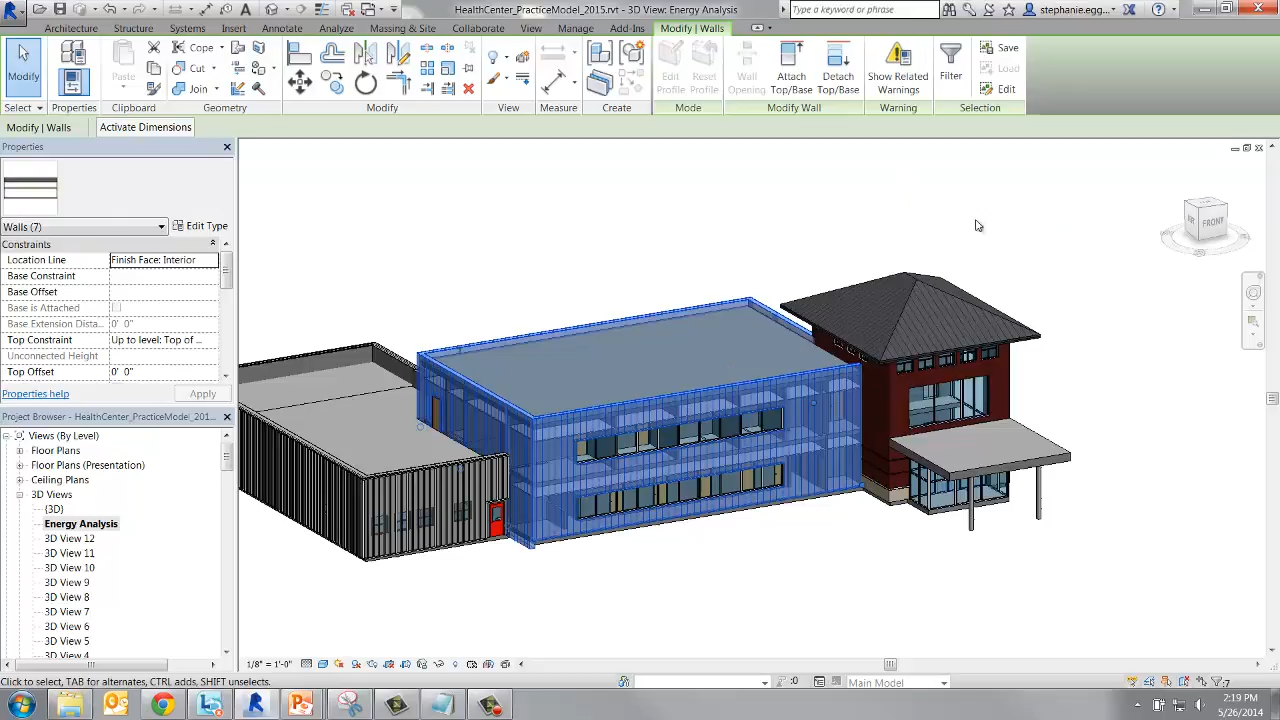 HealthCenter_PracticeModel_2015.rvt - 3D View: Energy Analysis
Type a keyword or phrase
stephanie.egg...
Architecture Structure Systems Insert Annotate Analyze Massing & Site Collaborate View Manage Add-Ins Modify | Walls
Modify
Paste
Cope
Cut
Join
Edit Profile
Reset Profile
Wall Opening
Attach Top/Base
Detach Top/Base
Show Related Warnings
Filter
Save
Load
Edit
Select Properties Clipboard Geometry Modify View Measure Create Mode Modify Wall Warning Selection
Modify | Walls Activate Dimensions
Properties
Walls (7) Edit Type
Constraints
Location Line Finish Face: Interior
Base Constraint
Base Offset
Base is Attached
Base Extension Dista... 0' 0"
Top Constraint Up to level: Top of ...
Unconnected Height
Top Offset 0' 0"
Properties help Apply
Project Browser - HealthCenter_PracticeModel_201...
Views (By Level)
Floor Plans
Floor Plans (Presentation)
Ceiling Plans
3D Views
{3D}
Energy Analysis
3D View 12
3D View 11
3D View 10
3D View 9
3D View 8
3D View 7
3D View 6
3D View 5
3D View 4
FRONT
1/8" = 1'-0"
Click to select, TAB for alternates, CTRL adds, SHIFT unselects.
:0
Main Model
:7
2:19 PM
5/26/2014